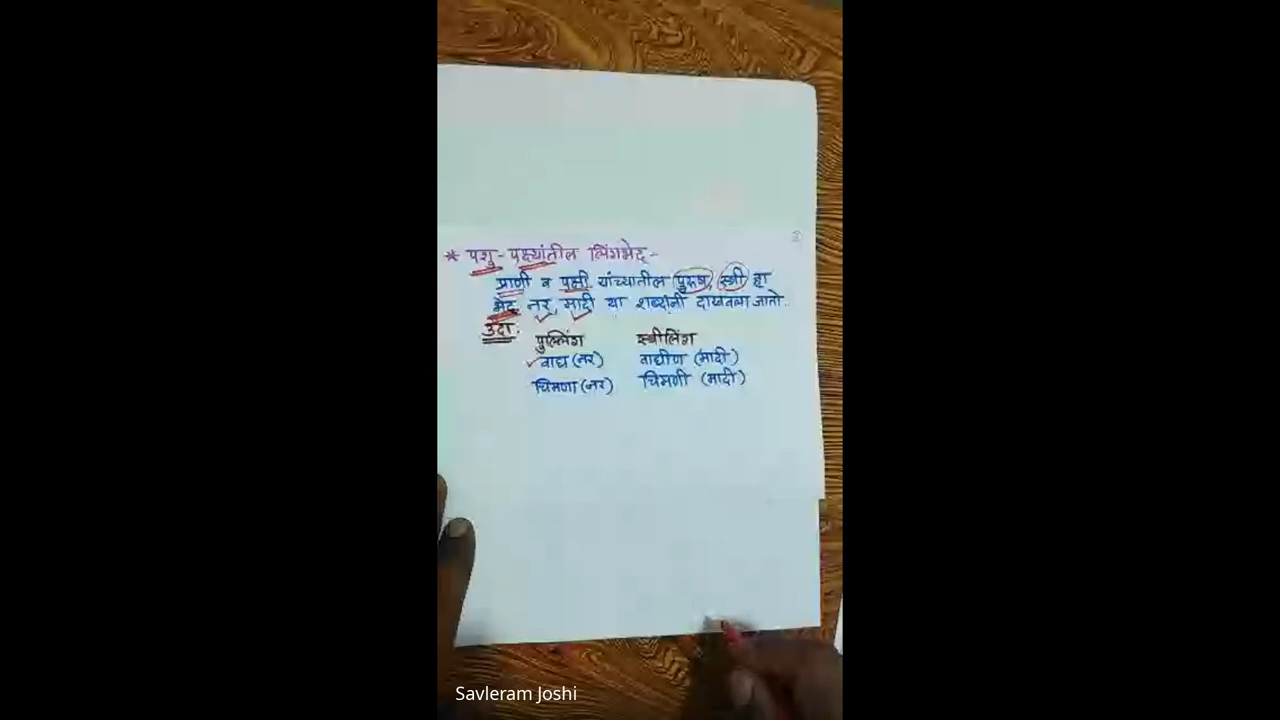 * पशु-पक्ष्यांतील लिंगभेद -
प्राणी व पक्षी यांच्यातील पुरुष, स्त्री हा
भेद नर, मादी या शब्दांनी दाखवला जातो.
उदा.
पुल्लिंग स्त्रीलिंग
वाघ (नर) वाघीण (मादी)
चिमणा (नर) चिमणी (मादी)
Savleram Joshi